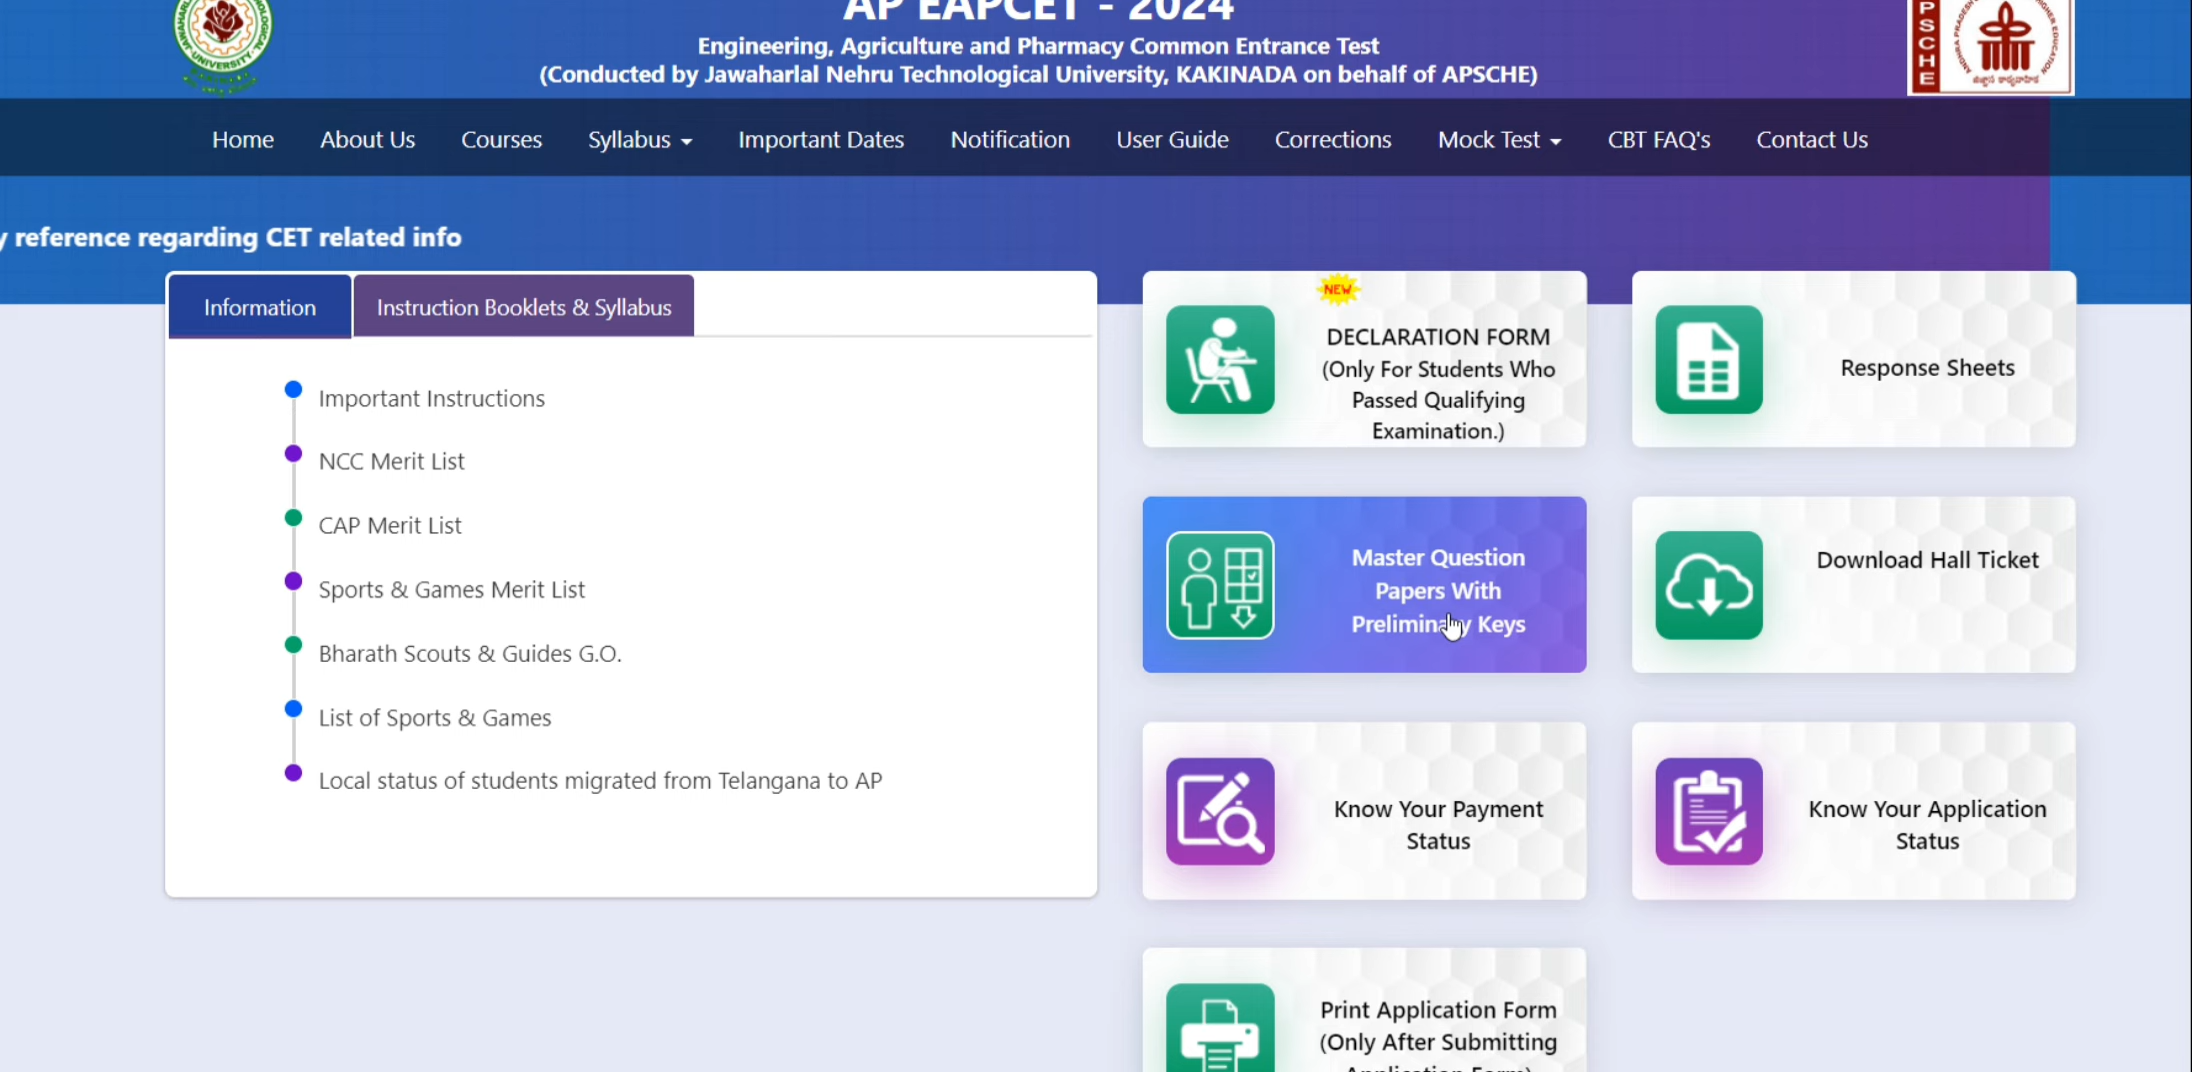 AP EAPCET - 2024
Engineering, Agriculture and Pharmacy Common Entrance Test
(Conducted by Jawaharlal Nehru Technological University, KAKINADA on behalf of APSCHE)
UNIVERSITY
APSCHE
Home About Us Courses Syllabus Important Dates Notification User Guide Corrections Mock Test CBT FAQ's Contact Us
reference regarding CET related info
Information Instruction Booklets & Syllabus
Important Instructions
NCC Merit List
CAP Merit List
Sports & Games Merit List
Bharath Scouts & Guides G.O.
List of Sports & Games
Local status of students migrated from Telangana to AP
NEW
DECLARATION FORM
(Only For Students Who
Passed Qualifying
Examination.)
Response Sheets
Master Question
Papers With
Preliminary Keys
Download Hall Ticket
Know Your Payment
Status
Know Your Application
Status
Print Application Form
(Only After Submitting
Application Form)